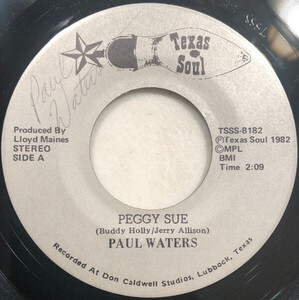 Texas
Soul
Paul
Waters
Produced By
Lloyd Maines
STEREO
SIDE A
TSSS-8182
ⓅTexas Soul 1982
©MPL
BMI
Time 2:09
PEGGY SUE
(Buddy Holly/Jerry Allison)
PAUL WATERS
Recorded At Don Caldwell Studios, Lubbock, Texas